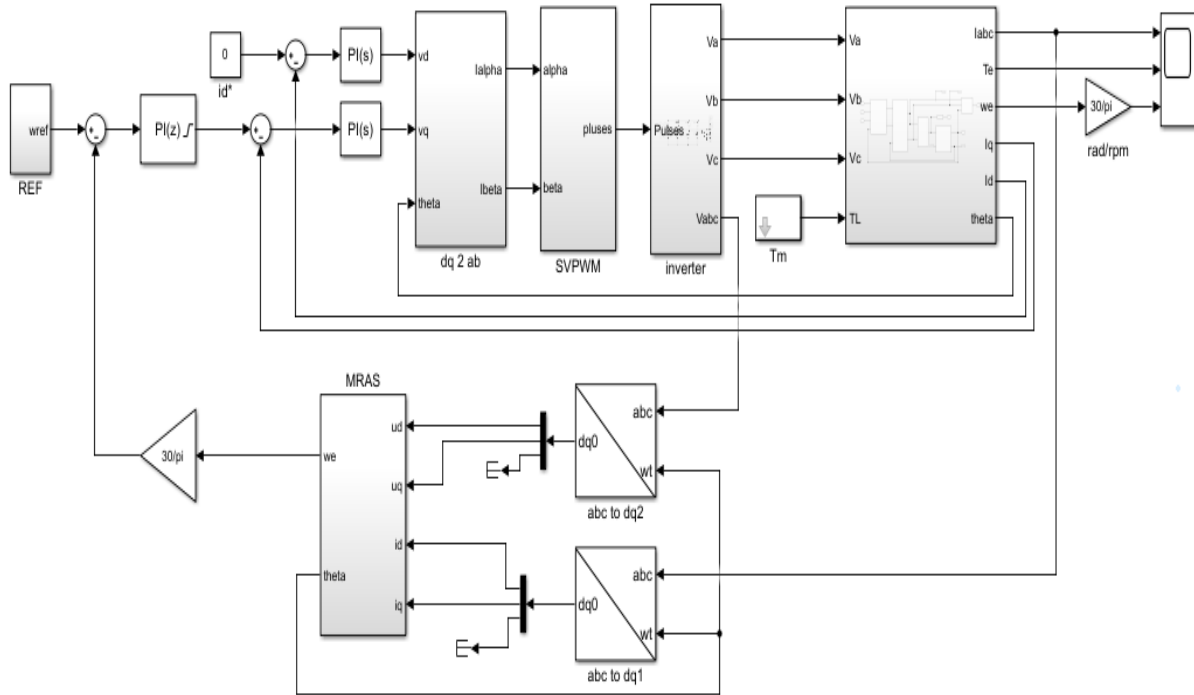 wref
REF
+
-
PI(z)
0
id*
+
-
+
-
PI(s)
PI(s)
vd
vq
theta
Ialpha
Ibeta
dq 2 ab
alpha
beta
pluses
SVPWM
Pulses
Va
Vb
Vc
Vabc
inverter
Tm
Va
Vb
Vc
TL
Iabc
Te
we
Iq
Id
theta
30/pi
rad/rpm
30/pi
MRAS
we
theta
ud
uq
id
iq
dq0
abc
wt
abc to dq2
dq0
abc
wt
abc to dq1